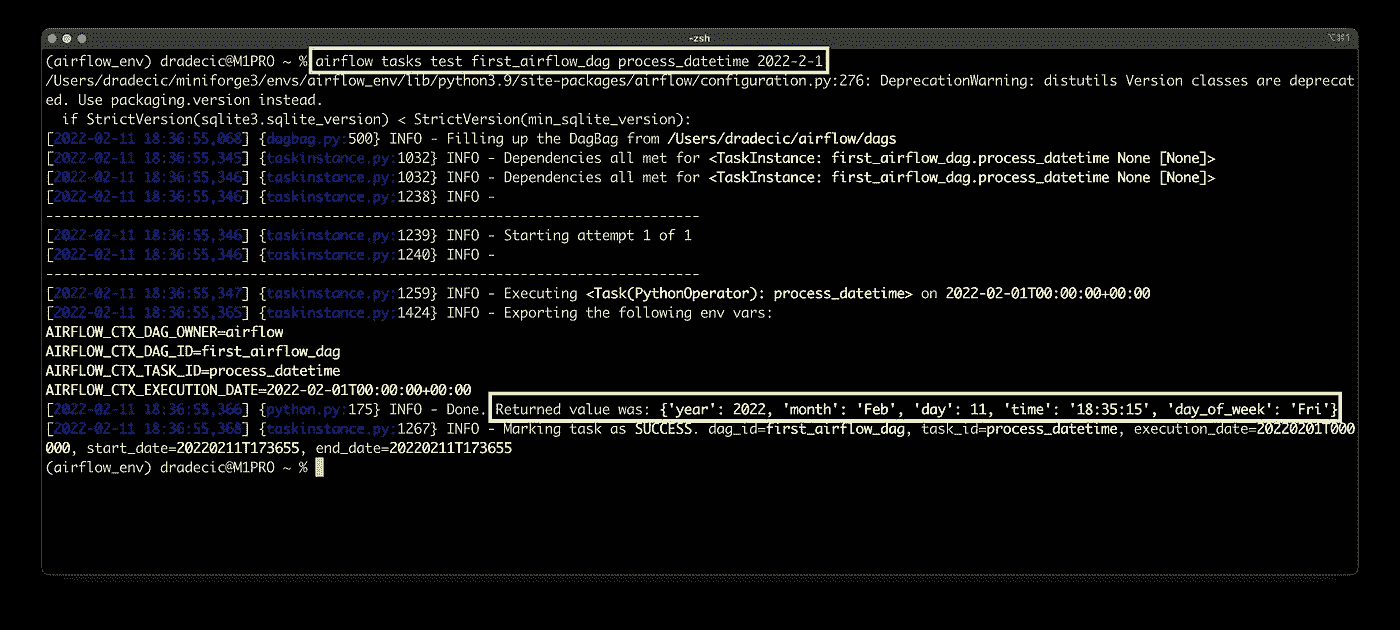 -zsh
⌥⌘1
(airflow_env) dradecic@M1PRO ~ % airflow tasks test first_airflow_dag process_datetime 2022-2-1
/Users/dradecic/miniforge3/envs/airflow_env/lib/python3.9/site-packages/airflow/configuration.py:276: DeprecationWarning: distutils Version classes are deprecat
ed. Use packaging.version instead.
  if StrictVersion(sqlite3.sqlite_version) < StrictVersion(min_sqlite_version):
[2022-02-11 18:36:55,068] {dagbag.py:500} INFO - Filling up the DagBag from /Users/dradecic/airflow/dags
[2022-02-11 18:36:55,345] {taskinstance.py:1032} INFO - Dependencies all met for <TaskInstance: first_airflow_dag.process_datetime None [None]>
[2022-02-11 18:36:55,346] {taskinstance.py:1032} INFO - Dependencies all met for <TaskInstance: first_airflow_dag.process_datetime None [None]>
[2022-02-11 18:36:55,346] {taskinstance.py:1238} INFO -
--------------------------------------------------------------------------------
[2022-02-11 18:36:55,346] {taskinstance.py:1239} INFO - Starting attempt 1 of 1
[2022-02-11 18:36:55,346] {taskinstance.py:1240} INFO -
--------------------------------------------------------------------------------
[2022-02-11 18:36:55,347] {taskinstance.py:1259} INFO - Executing <Task(PythonOperator): process_datetime> on 2022-02-01T00:00:00+00:00
[2022-02-11 18:36:55,365] {taskinstance.py:1424} INFO - Exporting the following env vars:
AIRFLOW_CTX_DAG_OWNER=airflow
AIRFLOW_CTX_DAG_ID=first_airflow_dag
AIRFLOW_CTX_TASK_ID=process_datetime
AIRFLOW_CTX_EXECUTION_DATE=2022-02-01T00:00:00+00:00
[2022-02-11 18:36:55,366] {python.py:175} INFO - Done. Returned value was: {'year': 2022, 'month': 'Feb', 'day': 11, 'time': '18:35:15', 'day_of_week': 'Fri'}
[2022-02-11 18:36:55,368] {taskinstance.py:1267} INFO - Marking task as SUCCESS. dag_id=first_airflow_dag, task_id=process_datetime, execution_date=20220201T000
000, start_date=20220211T173655, end_date=20220211T173655
(airflow_env) dradecic@M1PRO ~ %